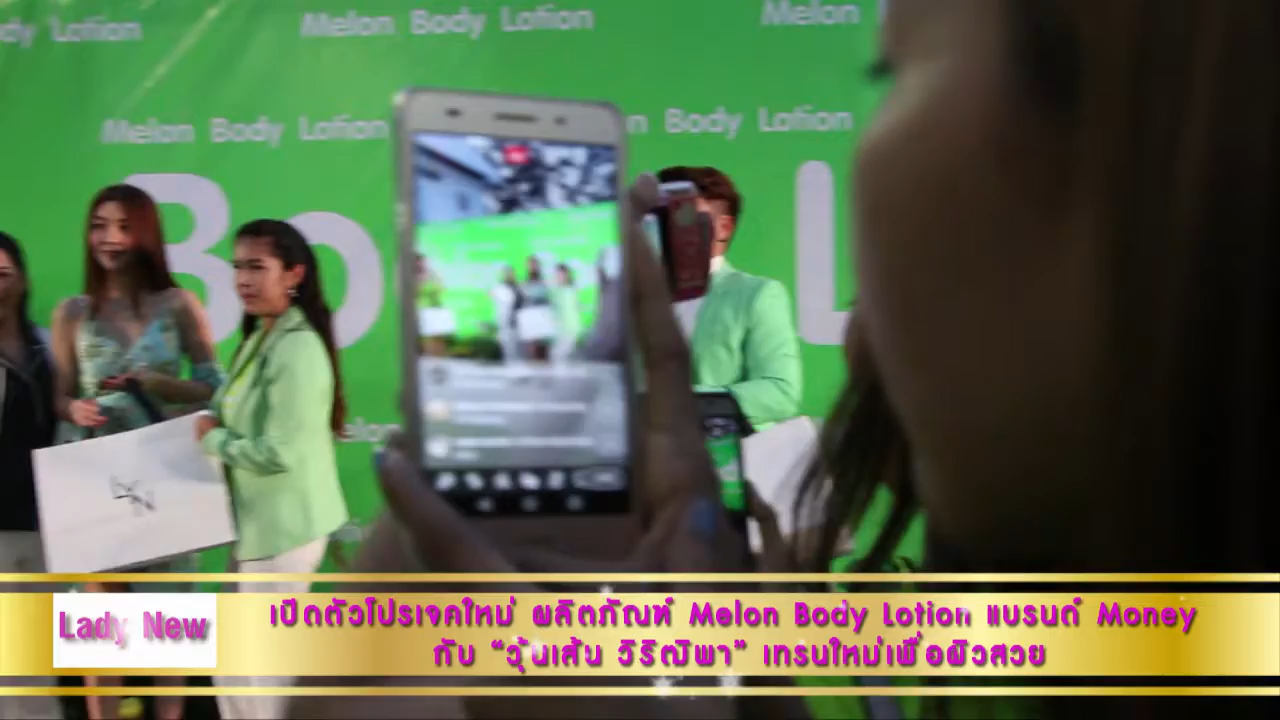 dy Lotion
Melon Body Lotion
Melon
Melon Body Lotion
n Body Lotion
Bo
L
elon
Lady New
เปิดตัวโปรเจคใหม่ ผลิตภัณฑ์ Melon Body Lotion แบรนด์ Money
กับ “วุ้นเส้น วิริฒิพา” เทรนใหม่เพื่อผิวสวย